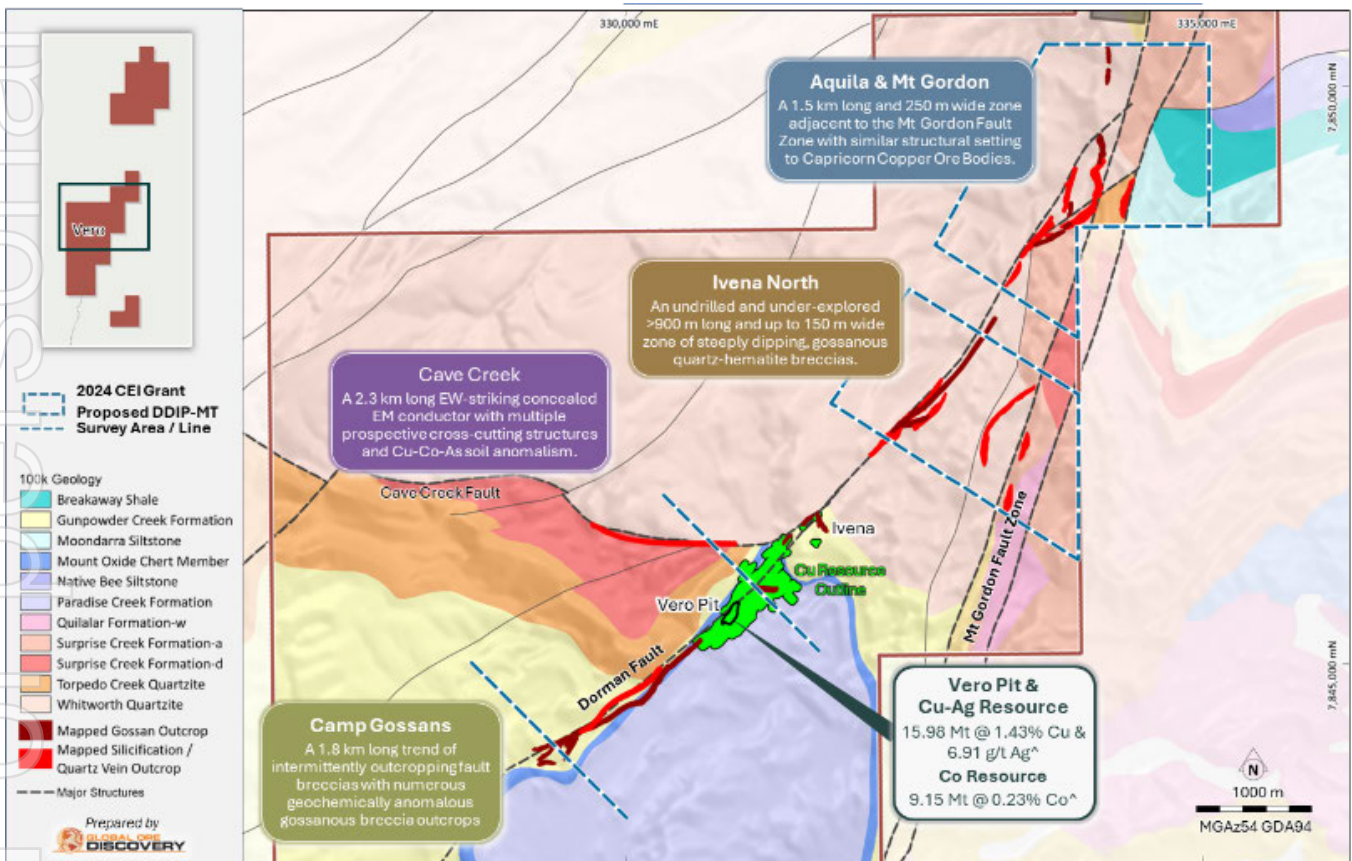 330,000 mE
335,000 mE
7,850,000 mN
7,845,000 mN
Vero
2024 CEI Grant
Proposed DDIP-MT
Survey Area / Line
100k Geology
Breakaway Shale
Gunpowder Creek Formation
Moondarra Siltstone
Mount Oxide Chert Member
Native Bee Siltstone
Paradise Creek Formation
Quilalar Formation-w
Surprise Creek Formation-a
Surprise Creek Formation-d
Torpedo Creek Quartzite
Whitworth Quartzite
Mapped Gossan Outcrop
Mapped Silicification /
Quartz Vein Outcrop
Major Structures
Prepared by
GLOBAL ORE
DISCOVERY
Aquila & Mt Gordon
A 1.5 km long and 250 m wide zone
adjacent to the Mt Gordon Fault
Zone with similar structural setting
to Capricorn Copper Ore Bodies.
Ivena North
An undrilled and under-explored
>900 m long and up to 150 m wide
zone of steeply dipping, gossanous
quartz-hematite breccias.
Cave Creek
A 2.3 km long EW-striking concealed
EM conductor with multiple
prospective cross-cutting structures
and Cu-Co-As soil anomalism.
Cave Creek Fault
Ivena
Cu Resource
Outline
Vero Pit
Mt Gordon Fault Zone
Dorman Fault
Camp Gossans
A 1.8 km long trend of
intermittently outcropping fault
breccias with numerous
geochemically anomalous
gossanous breccia outcrops
Vero Pit &
Cu-Ag Resource
15.98 Mt @ 1.43% Cu &
6.91 g/t Ag^
Co Resource
9.15 Mt @ 0.23% Co^
N
1000 m
MGAz54 GDA94